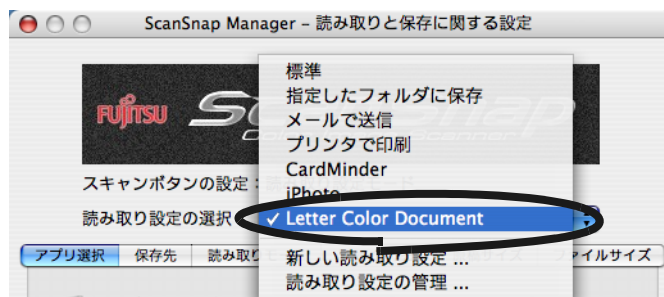 ScanSnap Manager – 読み取りと保存に関する設定
FUJITSU
標準
指定したフォルダに保存
メールで送信
プリンタで印刷
CardMinder
スキャンボタンの設定：
iPhoto
読み取り設定の選択
✓ Letter Color Document
アプリ選択 保存先 読み取り ァイルサイズ
新しい読み取り設定 ...
読み取り設定の管理 ...